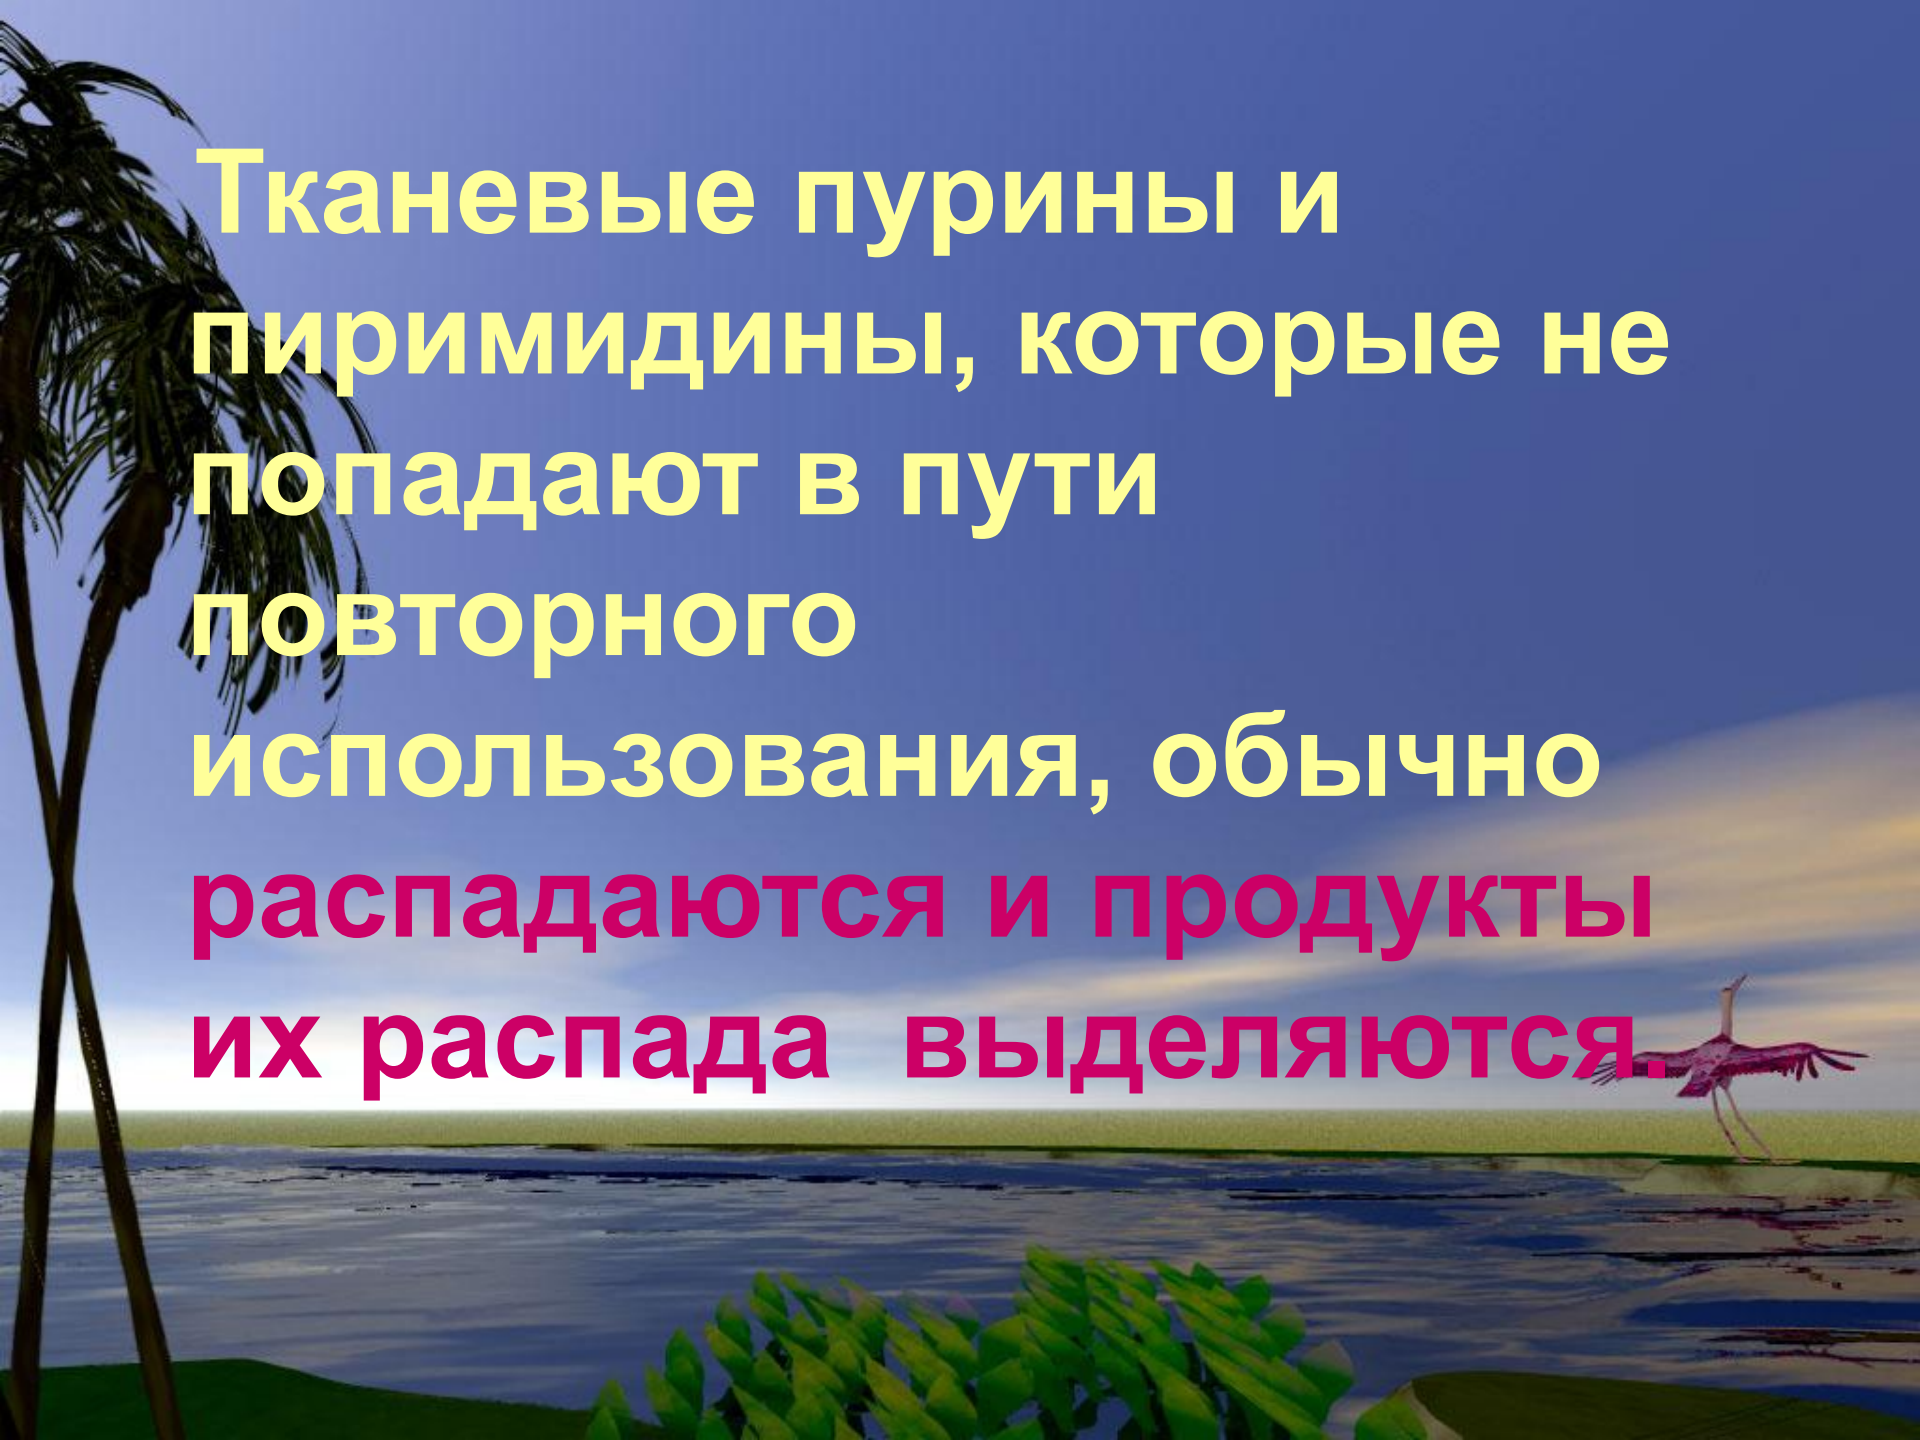 Тканевые пурины и
пиримидины, которые не
попадают в пути
повторного
использования, обычно
распадаются и продукты
их распада  выделяются.